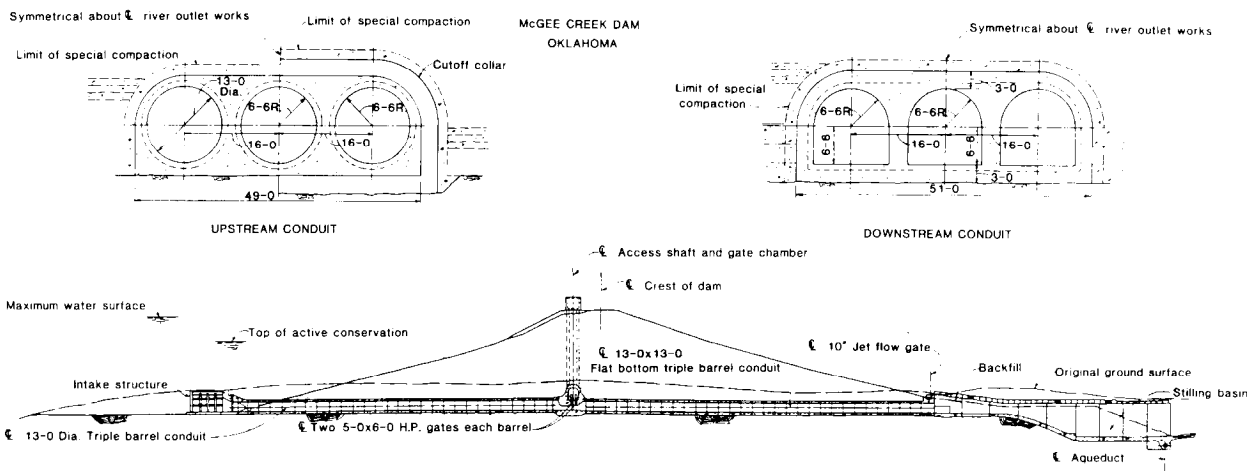 Symmetrical about ℄ river outlet works
Limit of special compaction
McGEE CREEK DAM
OKLAHOMA
Symmetrical about ℄ river outlet works
Limit of special compaction
Cutoff collar
13-0
Dia.
6-6R
6-6R
16-0
16-0
49-0
UPSTREAM CONDUIT
Limit of special
compaction
3-0
6-6R
6-6R
6-6
16-0
6-6
16-0
3-0
51-0
DOWNSTREAM CONDUIT
℄ Access shaft and gate chamber
℄ Crest of dam
Maximum water surface
Top of active conservation
℄ 13-0x13-0
Flat bottom triple barrel conduit
℄ 10" Jet flow gate
Backfill
Original ground surface
Intake structure
Stilling basin
℄ 13-0 Dia. Triple barrel conduit
℄ Two 5-0x6-0 H.P. gates each barrel
℄ Aqueduct